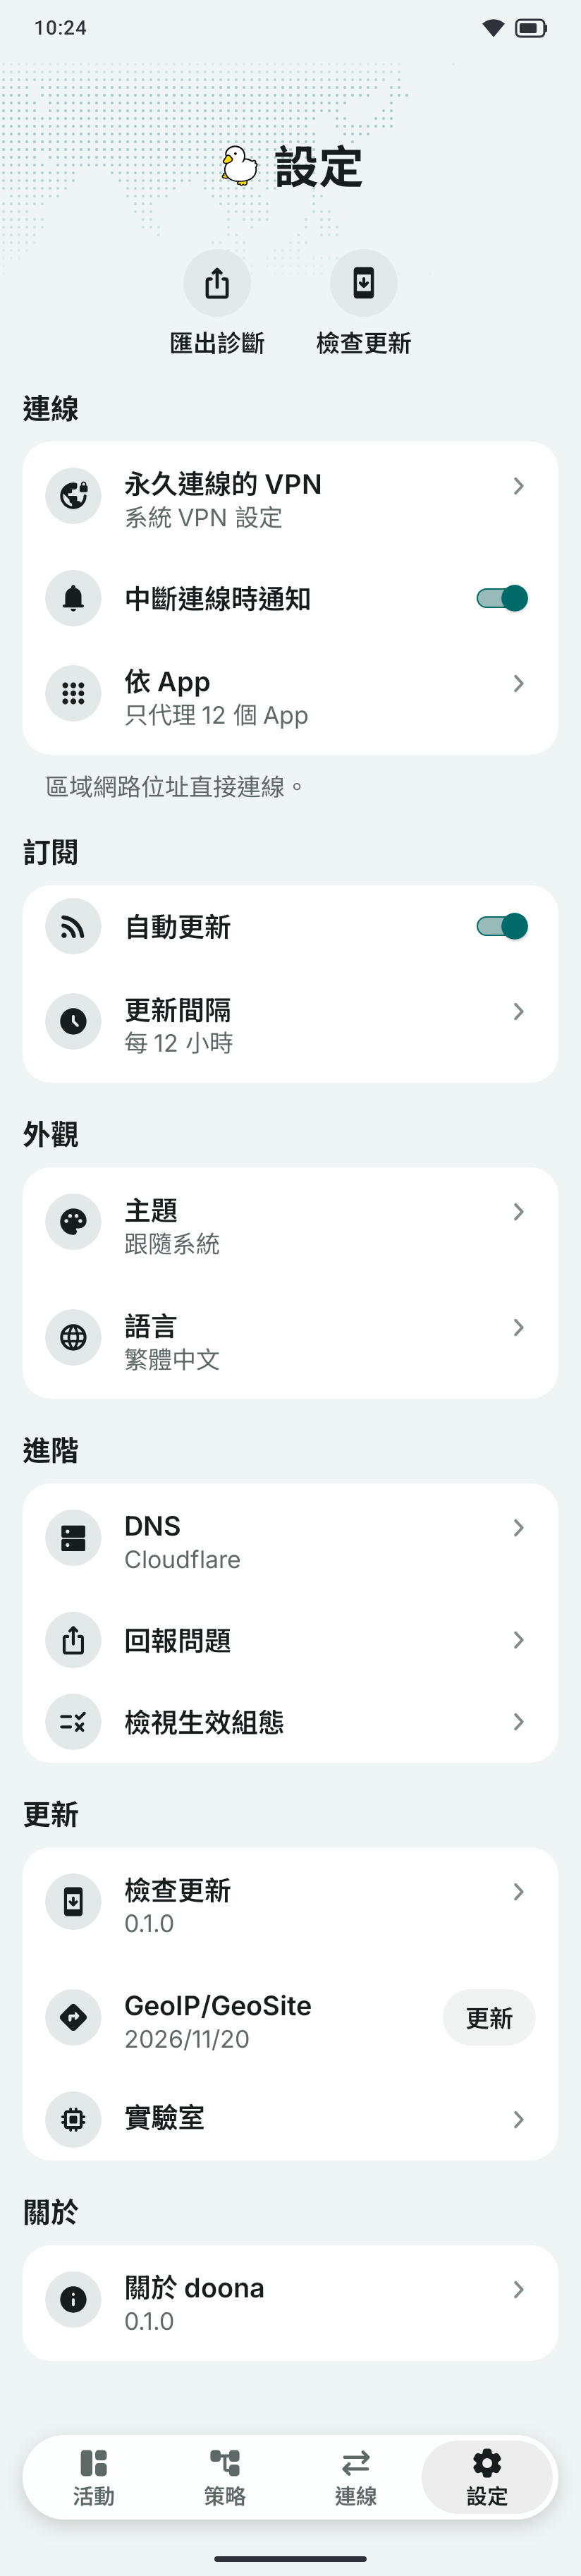 10:24
設定
匯出診斷
檢查更新
連線
永久連線的 VPN
系統 VPN 設定
中斷連線時通知
依 App
只代理 12 個 App
區域網路位址直接連線。
訂閱
自動更新
更新間隔
每 12 小時
外觀
主題
跟隨系統
語言
繁體中文
進階
DNS
Cloudflare
回報問題
檢視生效組態
更新
檢查更新
0.1.0
GeoIP/GeoSite
2026/11/20
更新
實驗室
關於
關於 doona
0.1.0
活動
策略
連線
設定